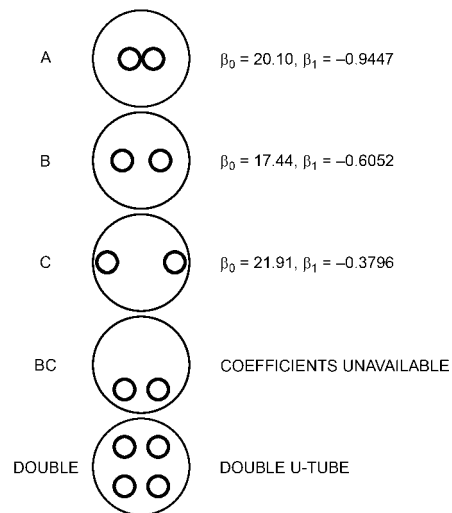 A β₀ = 20.10, β₁ = –0.9447
B β₀ = 17.44, β₁ = –0.6052
C β₀ = 21.91, β₁ = –0.3796
BC COEFFICIENTS UNAVAILABLE
DOUBLE DOUBLE U-TUBE